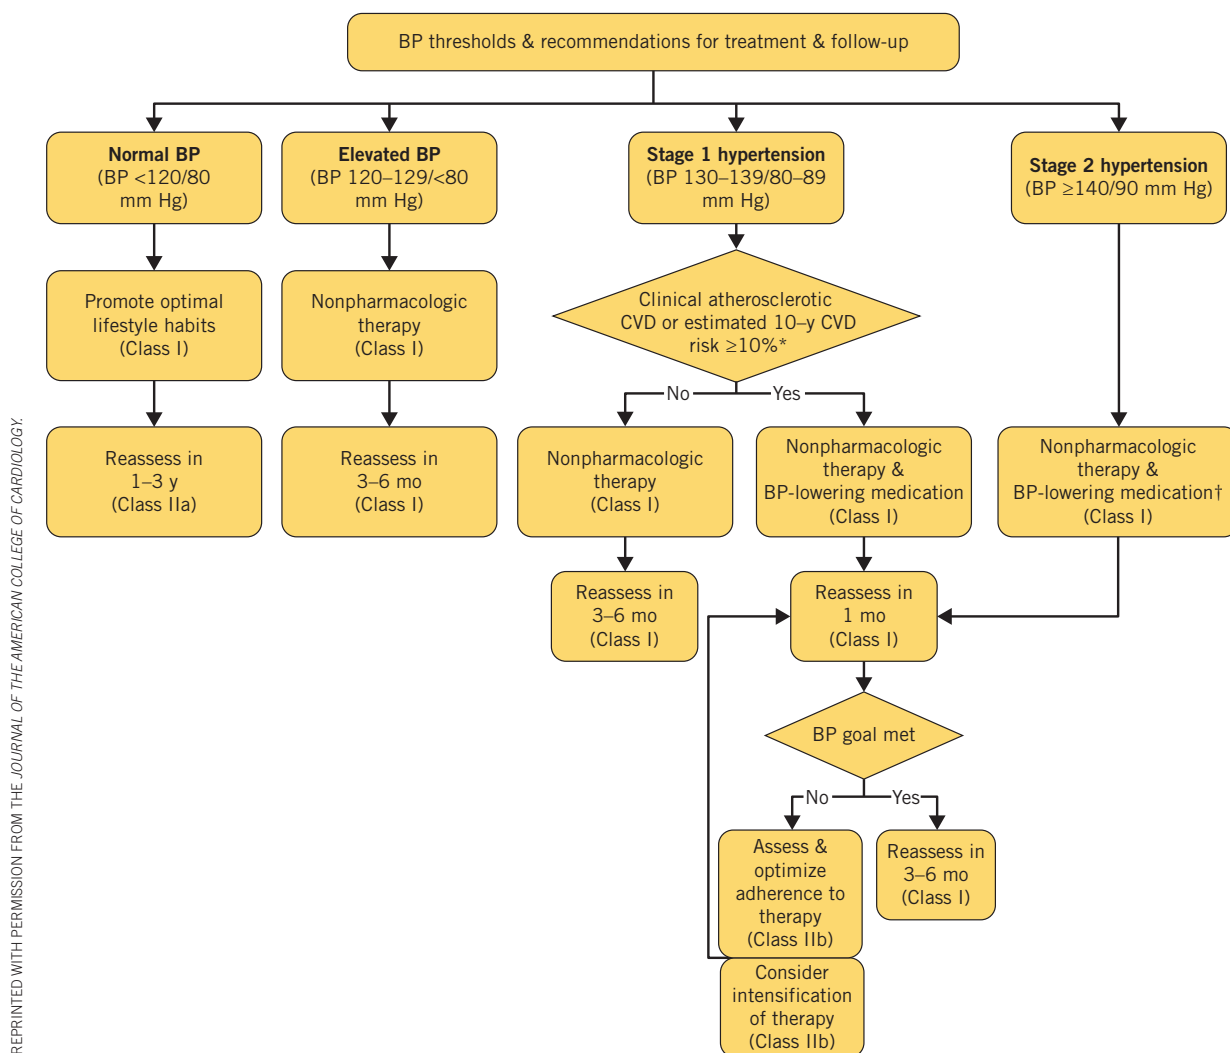 BP thresholds & recommendations for treatment & follow-up
Normal BP
(BP <120/80
mm Hg)
Elevated BP
(BP 120–129/<80
mm Hg)
Stage 1 hypertension
(BP 130–139/80–89
mm Hg)
Stage 2 hypertension
(BP ≥140/90 mm Hg)
Promote optimal
lifestyle habits
(Class I)
Nonpharmacologic
therapy
(Class I)
Clinical atherosclerotic
CVD or estimated 10–y CVD
risk ≥10%*
No
Yes
Reassess in
1–3 y
(Class IIa)
Reassess in
3–6 mo
(Class I)
Nonpharmacologic
therapy
(Class I)
Nonpharmacologic
therapy &
BP-lowering medication
(Class I)
Nonpharmacologic
therapy &
BP-lowering medication†
(Class I)
Reassess in
3–6 mo
(Class I)
Reassess in
1 mo
(Class I)
BP goal met
No
Yes
Assess &
optimize
adherence to
therapy
(Class IIb)
Reassess in
3–6 mo
(Class I)
Consider
intensification
of therapy
(Class IIb)
REPRINTED WITH PERMISSION FROM THE JOURNAL OF THE AMERICAN COLLEGE OF CARDIOLOGY.